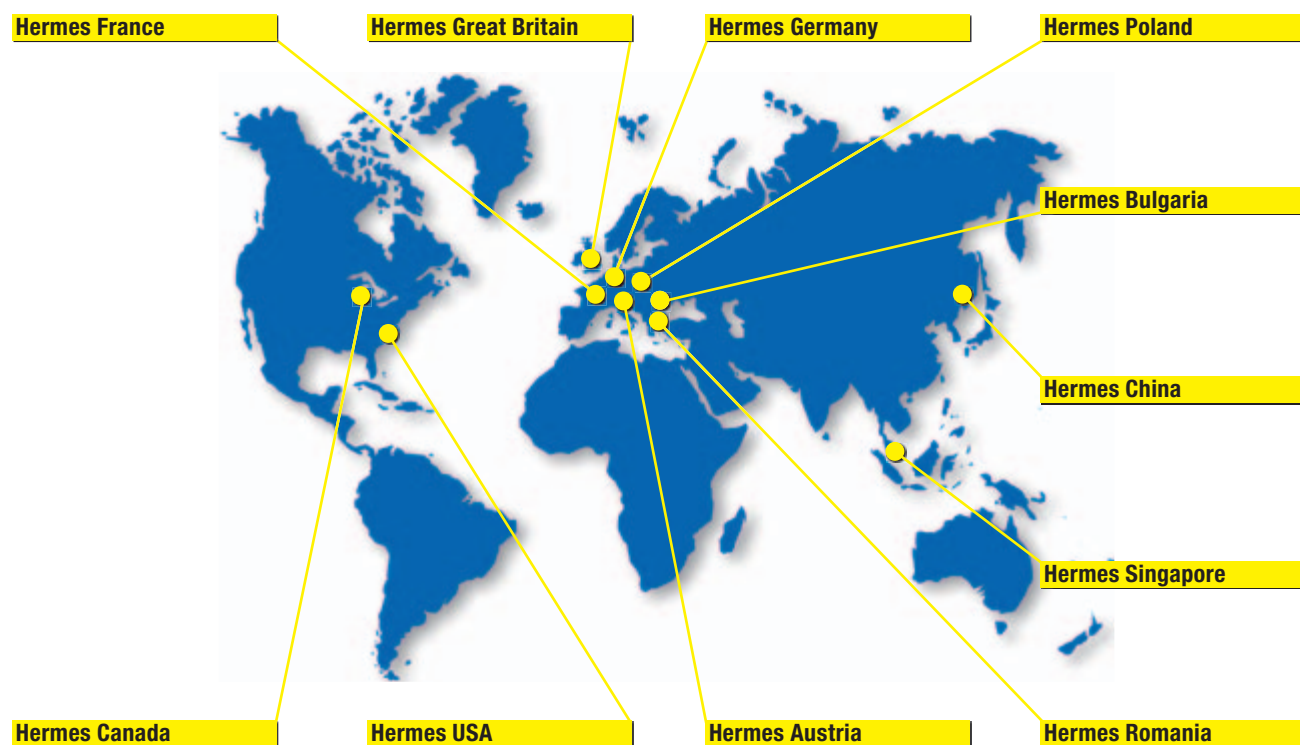 Hermes France
Hermes Great Britain
Hermes Germany
Hermes Poland
Hermes Bulgaria
Hermes China
Hermes Singapore
Hermes Canada
Hermes USA
Hermes Austria
Hermes Romania